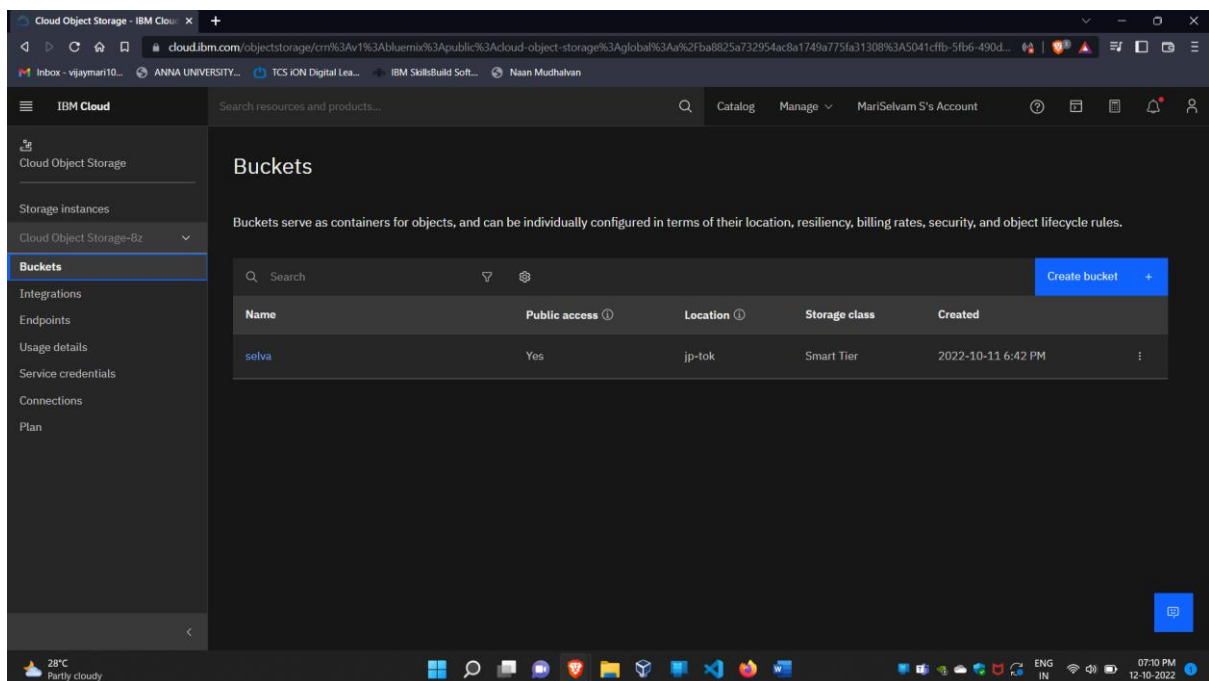 Cloud Object Storage - IBM Clou
cloud.ibm.com/objectstorage/crn%3Av1%3Abluemix%3Apublic%3Acloud-object-storage%3Aglobal%3Aa%2Fba8825a732954ac8a1749a775fa31308%3A5041cffb-5fb6-490d...
Inbox - vijaymari10... ANNA UNIVERSITY... TCS iON Digital Lea... IBM SkillsBuild Soft... Naan Mudhalvan
IBM Cloud Search resources and products... Catalog Manage MariSelvam S's Account
Cloud Object Storage
Storage instances
Cloud Object Storage-8z
Buckets
Integrations
Endpoints
Usage details
Service credentials
Connections
Plan
Buckets
Buckets serve as containers for objects, and can be individually configured in terms of their location, resiliency, billing rates, security, and object lifecycle rules.
Search Create bucket +
Name Public access Location Storage class Created
selva Yes jp-tok Smart Tier 2022-10-11 6:42 PM
28°C
Partly cloudy
ENG
IN
07:10 PM
12-10-2022